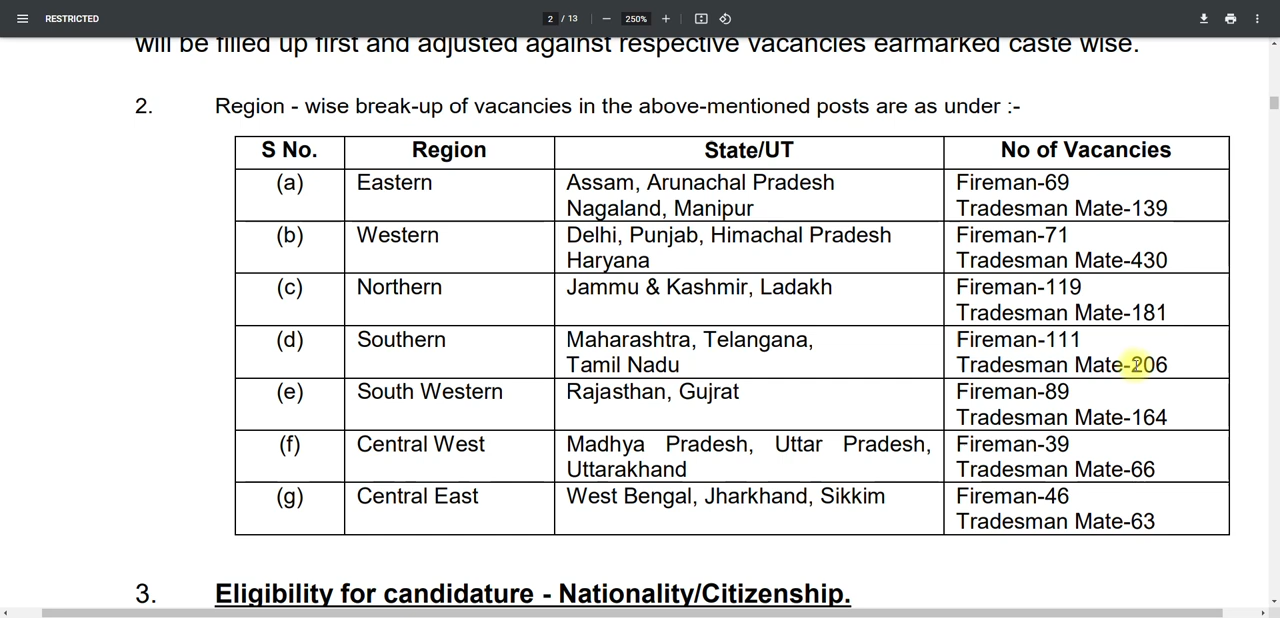 RESTRICTED 2 / 13 250%
will be filled up first and adjusted against respective vacancies earmarked caste wise.
2. Region - wise break-up of vacancies in the above-mentioned posts are as under :-
S No. Region State/UT No of Vacancies
(a) Eastern Assam, Arunachal Pradesh Fireman-69
Nagaland, Manipur Tradesman Mate-139
(b) Western Delhi, Punjab, Himachal Pradesh Fireman-71
Haryana Tradesman Mate-430
(c) Northern Jammu & Kashmir, Ladakh Fireman-119
Tradesman Mate-181
(d) Southern Maharashtra, Telangana, Fireman-111
Tamil Nadu Tradesman Mate-206
(e) South Western Rajasthan, Gujrat Fireman-89
Tradesman Mate-164
(f) Central West Madhya Pradesh, Uttar Pradesh, Fireman-39
Uttarakhand Tradesman Mate-66
(g) Central East West Bengal, Jharkhand, Sikkim Fireman-46
Tradesman Mate-63
3. Eligibility for candidature - Nationality/Citizenship.